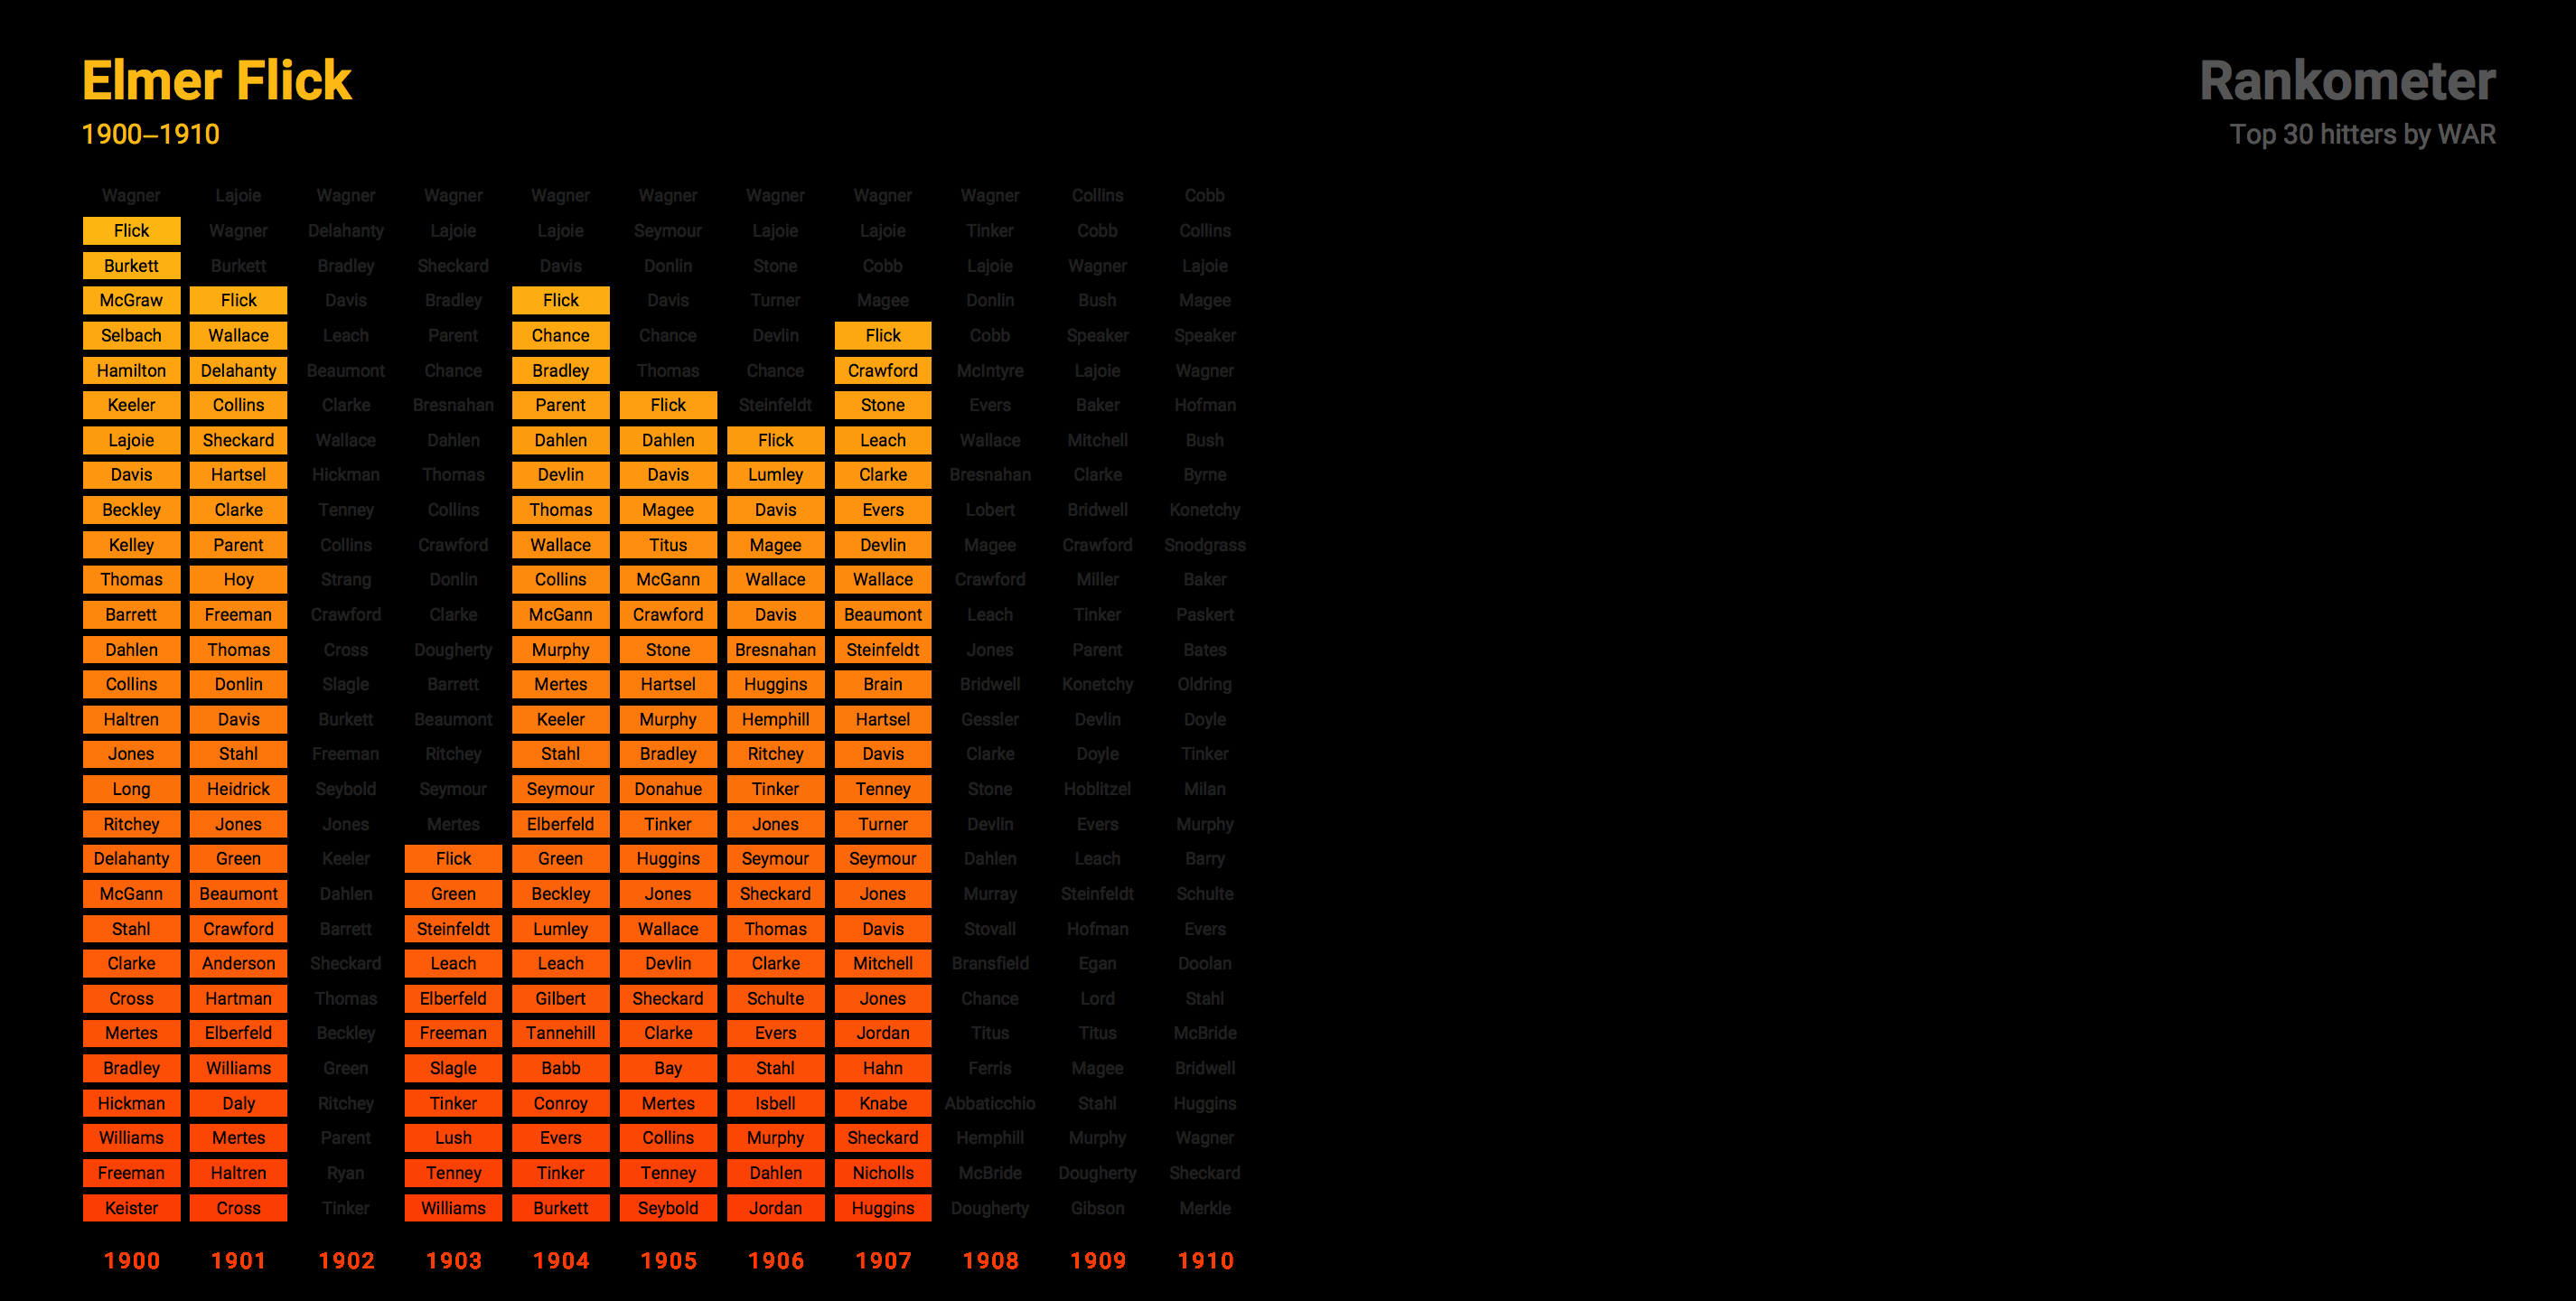 Elmer Flick
1900–1910
Rankometer
Top 30 hitters by WAR
Wagner Lajoie Wagner Wagner Wagner Wagner Wagner Wagner Wagner Collins Cobb
Flick Wagner Delahanty Lajoie Lajoie Seymour Lajoie Lajoie Tinker Cobb Collins
Burkett Burkett Bradley Sheckard Davis Donlin Stone Cobb Lajoie Wagner Lajoie
McGraw Flick Davis Bradley Flick Davis Turner Magee Donlin Bush Magee
Selbach Wallace Leach Parent Chance Chance Devlin Flick Cobb Speaker Speaker
Hamilton Delahanty Beaumont Chance Bradley Thomas Chance Crawford McIntyre Lajoie Wagner
Keeler Collins Clarke Bresnahan Parent Flick Steinfeldt Stone Evers Baker Hofman
Lajoie Sheckard Wallace Dahlen Dahlen Dahlen Flick Leach Wallace Mitchell Bush
Davis Hartsel Hickman Thomas Devlin Davis Lumley Clarke Bresnahan Clarke Byrne
Beckley Clarke Tenney Collins Thomas Magee Davis Evers Lobert Bridwell Konetchy
Kelley Parent Collins Crawford Wallace Titus Magee Devlin Magee Crawford Snodgrass
Thomas Hoy Strang Donlin Collins McGann Wallace Wallace Crawford Miller Baker
Barrett Freeman Crawford Clarke McGann Crawford Davis Beaumont Leach Tinker Paskert
Dahlen Thomas Cross Dougherty Murphy Stone Bresnahan Steinfeldt Jones Parent Bates
Collins Donlin Slagle Barrett Mertes Hartsel Huggins Brain Bridwell Konetchy Oldring
Haltren Davis Burkett Beaumont Keeler Murphy Hemphill Hartsel Gessler Devlin Doyle
Jones Stahl Freeman Ritchey Stahl Bradley Ritchey Davis Clarke Doyle Tinker
Long Heidrick Seybold Seymour Seymour Donahue Tinker Tenney Stone Hoblitzel Milan
Ritchey Jones Jones Mertes Elberfeld Tinker Jones Turner Devlin Evers Murphy
Delahanty Green Keeler Flick Green Huggins Seymour Seymour Dahlen Leach Barry
McGann Beaumont Dahlen Green Beckley Jones Sheckard Jones Murray Steinfeldt Schulte
Stahl Crawford Barrett Steinfeldt Lumley Wallace Thomas Davis Stovall Hofman Evers
Clarke Anderson Sheckard Leach Leach Devlin Clarke Mitchell Bransfield Egan Doolan
Cross Hartman Thomas Elberfeld Gilbert Sheckard Schulte Jones Chance Lord Stahl
Mertes Elberfeld Beckley Freeman Tannehill Clarke Evers Jordan Titus Titus McBride
Bradley Williams Green Slagle Babb Bay Stahl Hahn Ferris Magee Bridwell
Hickman Daly Ritchey Tinker Conroy Mertes Isbell Knabe Abbaticchio Stahl Huggins
Williams Mertes Parent Lush Evers Collins Murphy Sheckard Hemphill Murphy Wagner
Freeman Haltren Ryan Tenney Tinker Tenney Dahlen Nicholls McBride Dougherty Sheckard
Keister Cross Tinker Williams Burkett Seybold Jordan Huggins Dougherty Gibson Merkle
1900 1901 1902 1903 1904 1905 1906 1907 1908 1909 1910